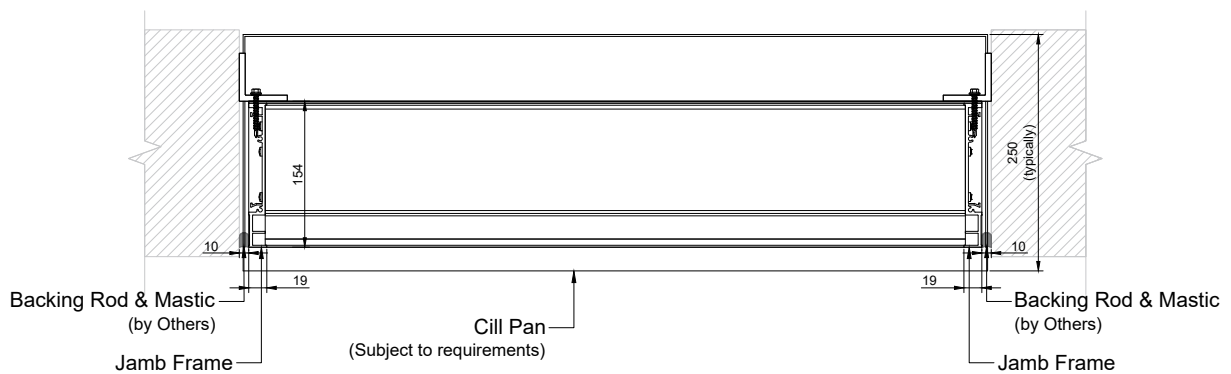 154
250
(typically)
10
10
19
19
Backing Rod & Mastic
(by Others)
Jamb Frame
Cill Pan
(Subject to requirements)
Backing Rod & Mastic
(by Others)
Jamb Frame